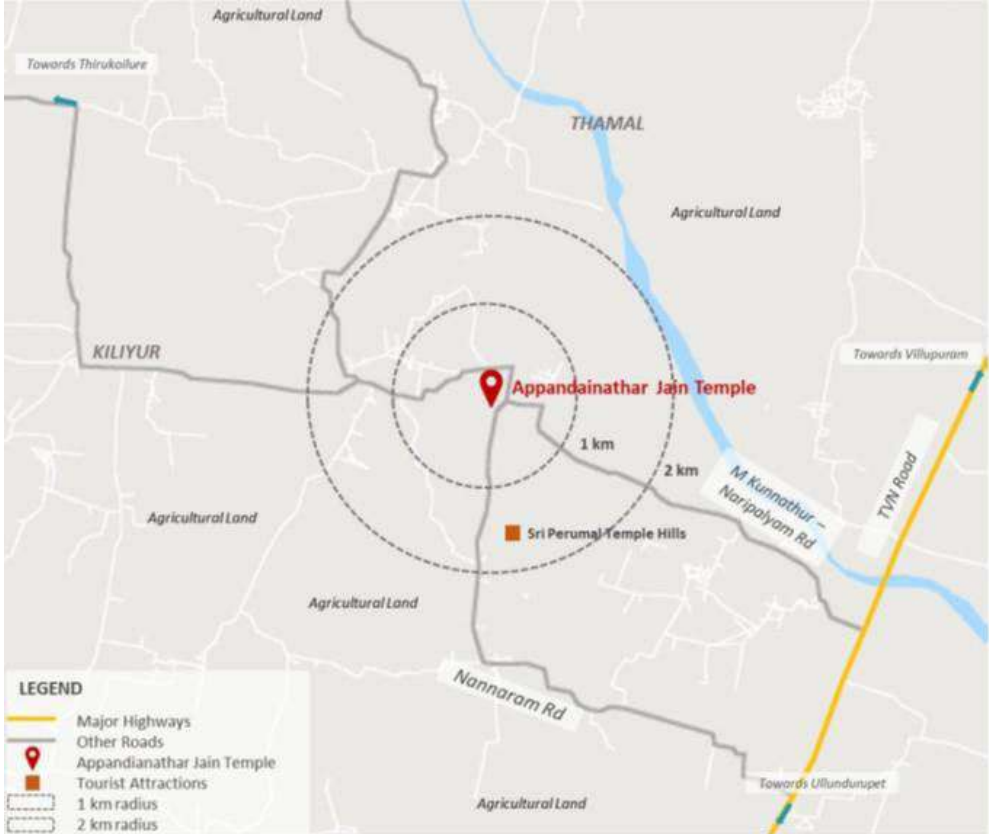 Agricultural Land
Towards Thirukoilure
THAMAL
Agricultural Land
KILIYUR
Towards Villupuram
Appandainathar Jain Temple
1 km
2 km
M Kunnathur –
Naripalyam Rd
TVN Road
Agricultural Land
Sri Perumal Temple Hills
Agricultural Land
Nannaram Rd
LEGEND
Major Highways
Other Roads
Appandianathar Jain Temple
Tourist Attractions
1 km radius
2 km radius
Towards Ullundurupet
Agricultural Land